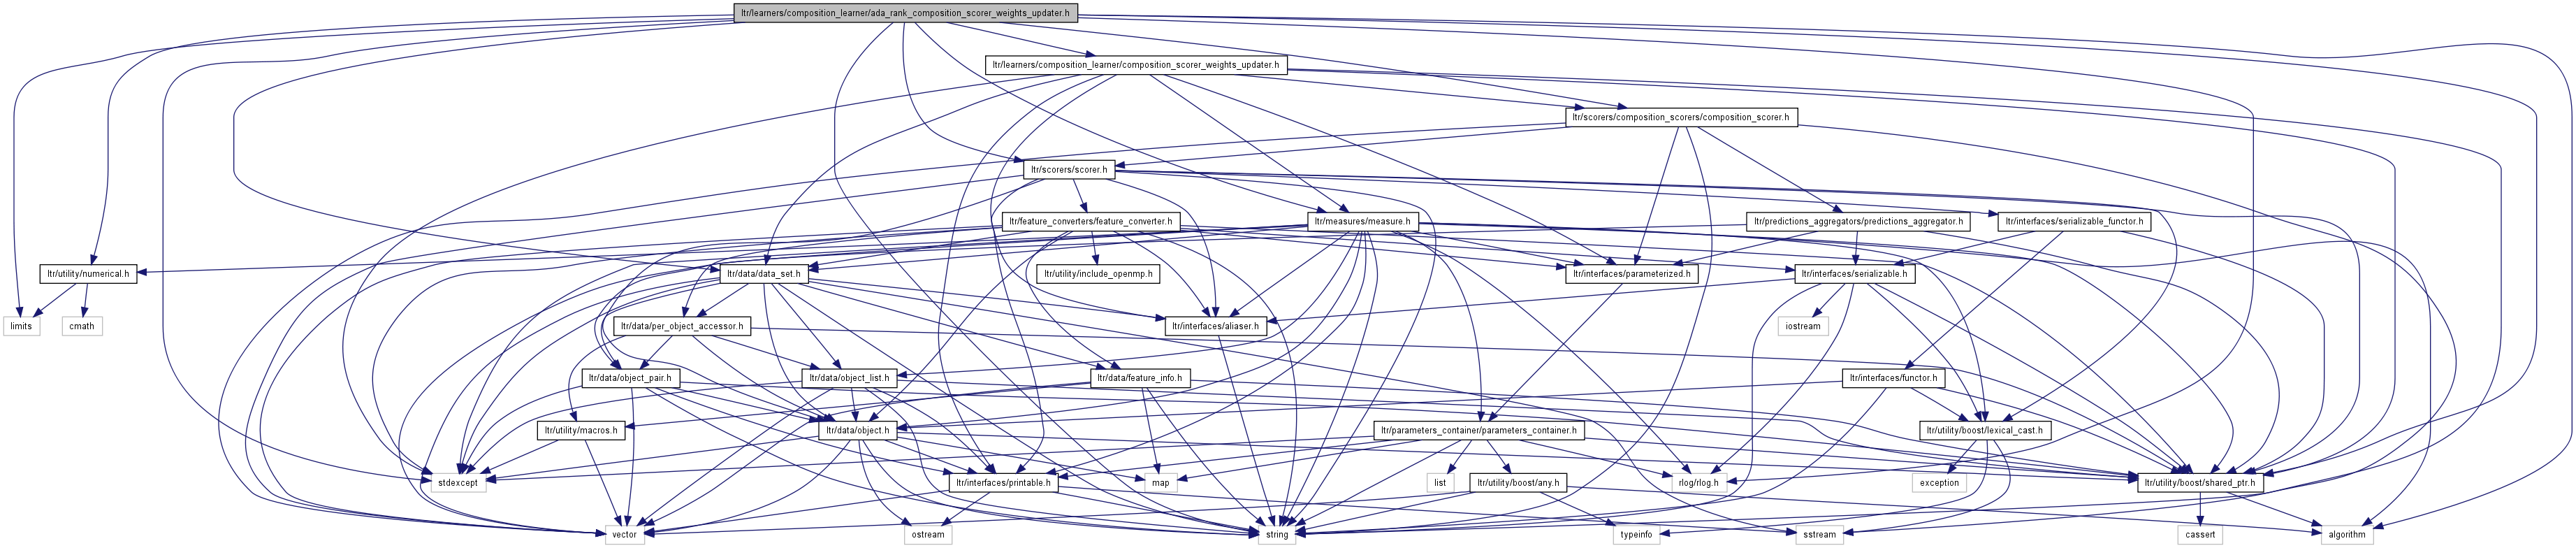 ltr/learners/composition_learner/ada_rank_composition_scorer_weights_updater.h
ltr/learners/composition_learner/composition_scorer_weights_updater.h
ltr/scorers/composition_scorers/composition_scorer.h
ltr/scorers/scorer.h
ltr/feature_converters/feature_converter.h
ltr/measures/measure.h
ltr/predictions_aggregators/predictions_aggregator.h
ltr/interfaces/serializable_functor.h
ltr/utility/numerical.h
ltr/data/data_set.h
ltr/utility/include_openmp.h
ltr/interfaces/parameterized.h
ltr/interfaces/serializable.h
limits
cmath
ltr/data/per_object_accessor.h
ltr/interfaces/aliaser.h
iostream
ltr/data/object_pair.h
ltr/data/object_list.h
ltr/data/feature_info.h
ltr/interfaces/functor.h
ltr/utility/macros.h
ltr/data/object.h
ltr/parameters_container/parameters_container.h
ltr/utility/boost/lexical_cast.h
stdexcept
ltr/interfaces/printable.h
map
list
ltr/utility/boost/any.h
rlog/rlog.h
exception
ltr/utility/boost/shared_ptr.h
vector
ostream
string
typeinfo
sstream
cassert
algorithm